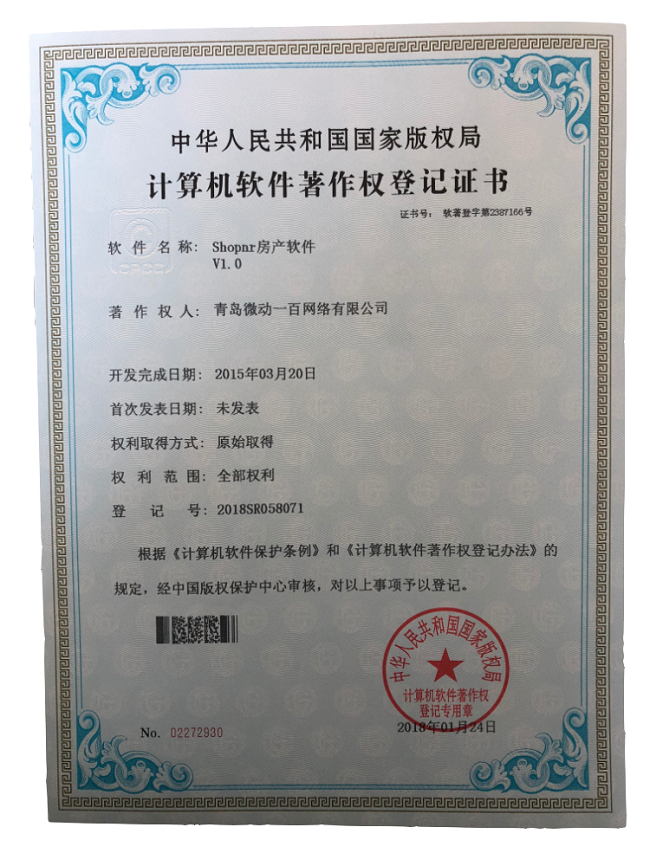 中华人民共和国国家版权局
计算机软件著作权登记证书
证书号： 软著登字第2387166号
软件名称： Shopnr房产软件
V1.0
著作权人： 青岛微动一百网络有限公司
开发完成日期： 2015年03月20日
首次发表日期： 未发表
权利取得方式： 原始取得
权利范围： 全部权利
登记号： 2018SR058071
根据《计算机软件保护条例》和《计算机软件著作权登记办法》的
规定，经中国版权保护中心审核，对以上事项予以登记。
中华人民共和国国家版权局
计算机软件著作权
登记专用章
No. 02272930
2018年01月24日